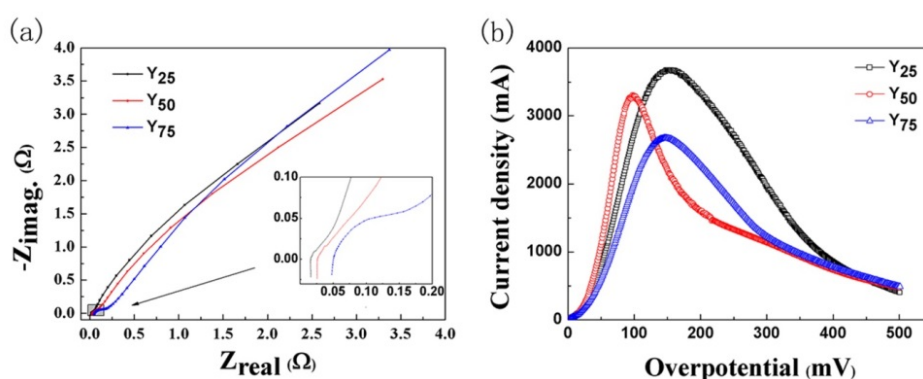 (a)
4.0
3.5
3.0
2.5
2.0
1.5
1.0
0.5
0.0
-Zimag. (Ω)
Y25
Y50
Y75
0.10
0.05
0.00
0.05 0.10 0.15 0.20
0.0 0.5 1.0 1.5 2.0 2.5 3.0 3.5 4.0
Zreal (Ω)
(b)
4000
3000
2000
1000
0
Current density (mA)
Y25
Y50
Y75
0 100 200 300 400 500
Overpotential (mV)